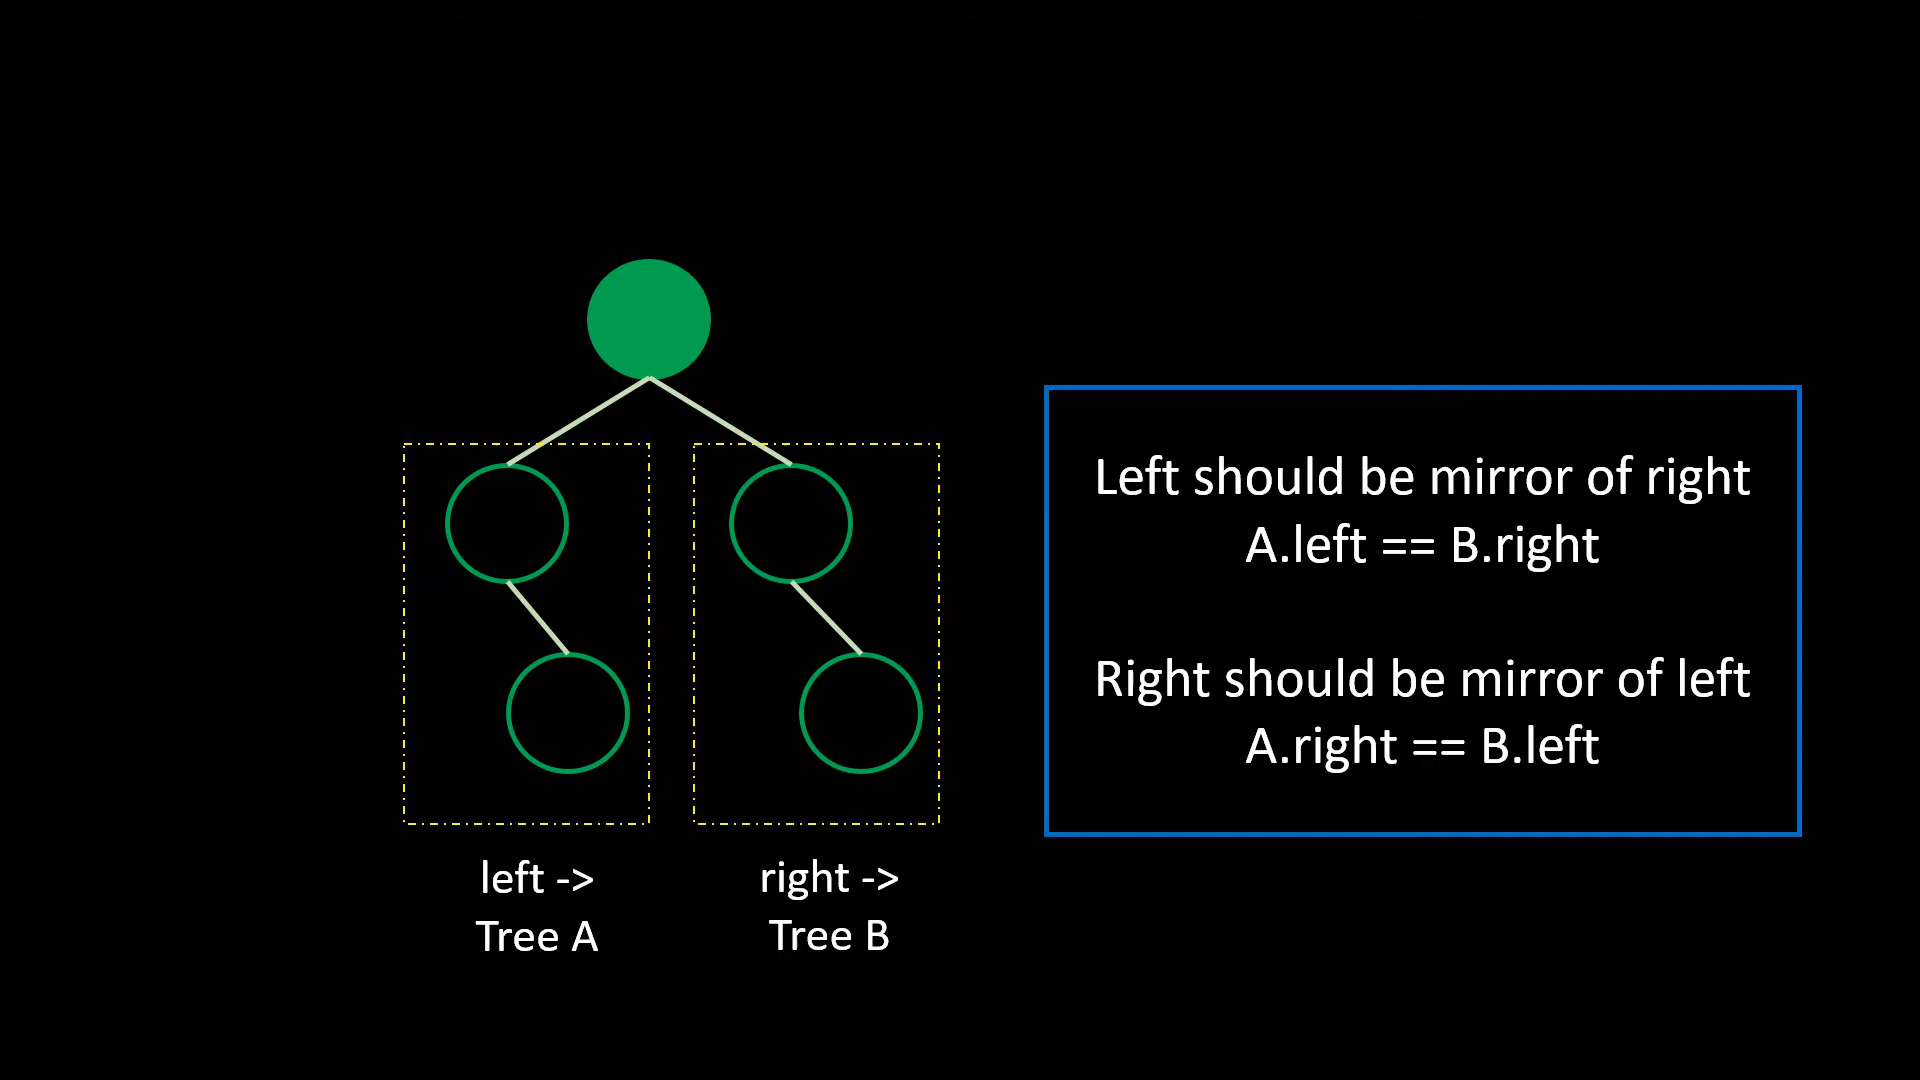 Left should be mirror of right
A.left == B.right
Right should be mirror of left
A.right == B.left
left ->
Tree A
right ->
Tree B